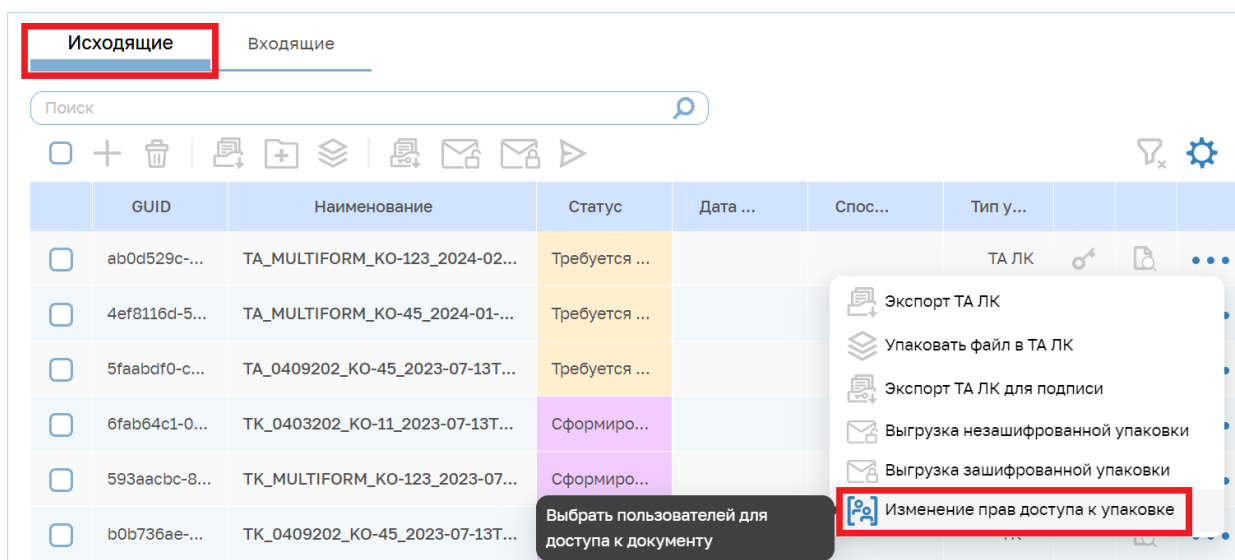 Исходящие
Входящие
Поиск
GUID Наименование Статус Дата ... Спос... Тип у...
ab0d529c-... TA_MULTIFORM_KO-123_2024-02... Требуется ... ТА ЛК
Экспорт ТА ЛК
4ef8116d-5... TA_MULTIFORM_KO-45_2024-01-... Требуется ...
Упаковать файл в ТА ЛК
5faabdf0-c... TA_0409202_KO-45_2023-07-13T... Требуется ...
Экспорт ТА ЛК для подписи
6fab64c1-0... TK_0403202_KO-11_2023-07-13T... Сформиро...
Выгрузка незашифрованной упаковки
593aacbc-8... TK_MULTIFORM_KO-123_2023-07... Сформиро...
Выгрузка зашифрованной упаковки
Изменение прав доступа к упаковке
Выбрать пользователей для
доступа к документу
b0b736ae-... TK_0409202_KO-45_2023-07-13T...